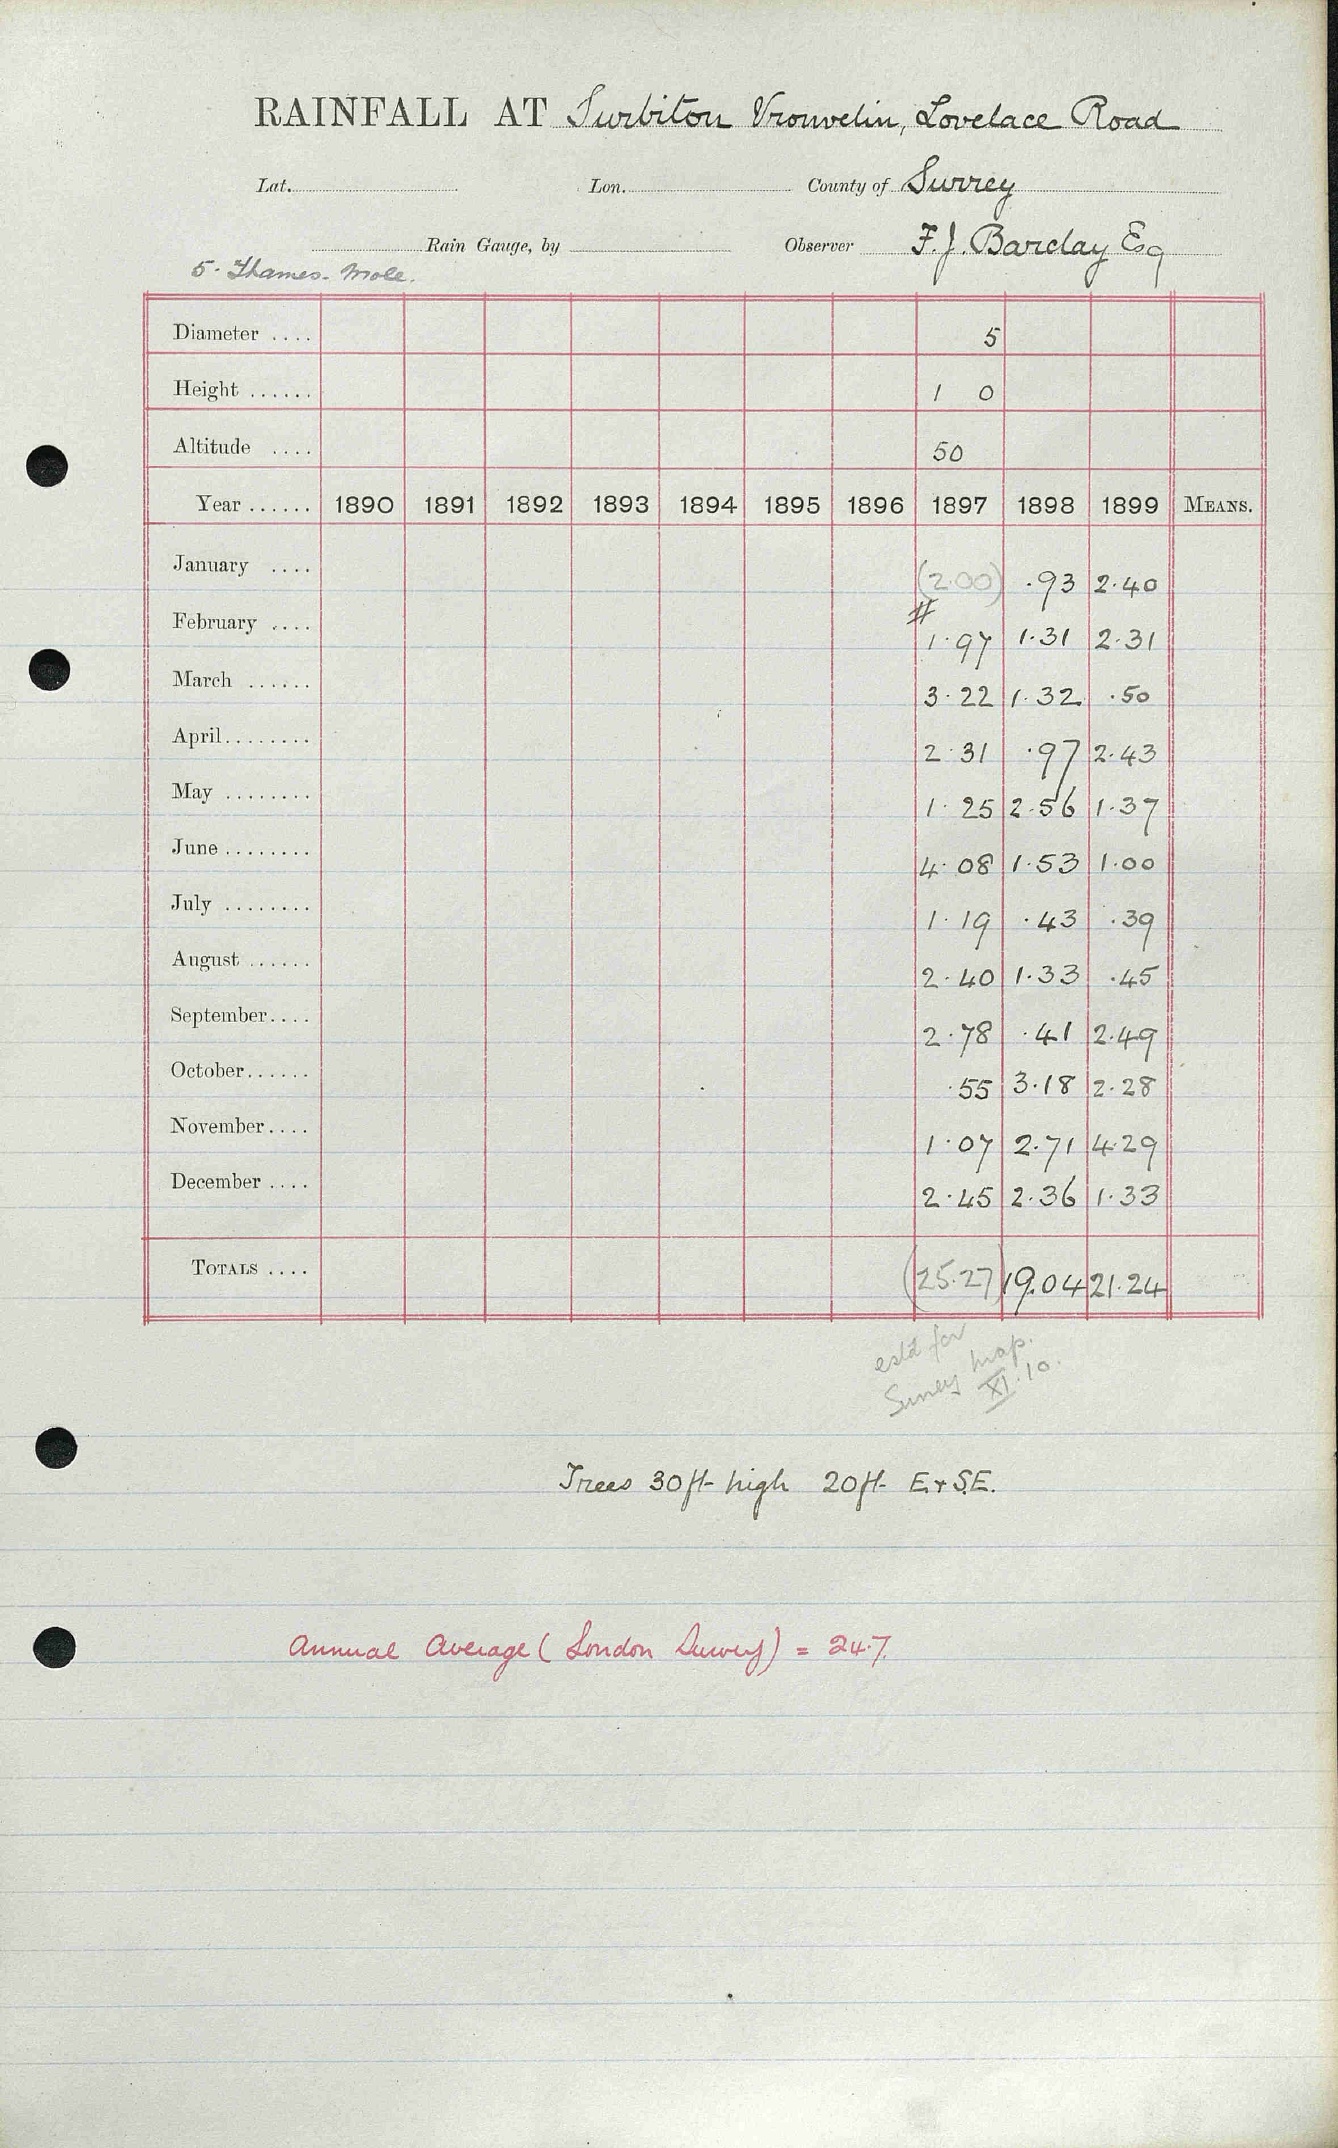 RAINFALL AT Surbiton Vronvelin, Lovelace Road
Lat. Lon. County of Surrey
Rain Gauge, by Observer F. J. Barclay Esq
5. Thames- Mole.
Diameter .... 5
Height ...... 1 0
Altitude .... 50
Year ...... 1890 1891 1892 1893 1894 1895 1896 1897 1898 1899 MEANS.
January .... (2.00) .93 2.40
#
February .... 1.97 1.31 2.31
March ...... 3.22 1.32 .50
April........ 2.31 .97 2.43
May ........ 1.25 2.56 1.37
June ........ 4.08 1.53 1.00
July ........ 1.19 .43 .39
August ...... 2.40 1.33 .45
September.... 2.78 .41 2.49
October...... .55 3.18 2.28
November.... 1.07 2.71 4.29
December .... 2.45 2.36 1.33
TOTALS .... (25.27) 19.04 21.24
est'd for
Surrey map.
XI.10.
Trees 30ft high 20ft E + S.E.
Annual Average (London Survey) = 24.7.